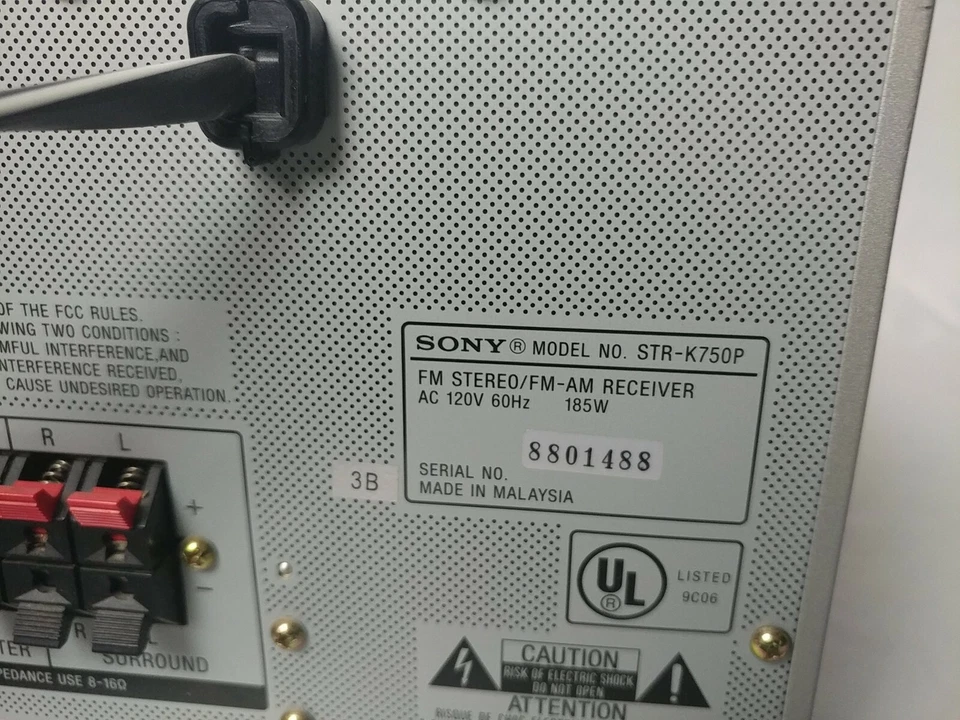 OF THE FCC RULES.
WING TWO CONDITIONS :
MFUL INTERFERENCE,AND
NTERFERENCE RECEIVED,
CAUSE UNDESIRED OPERATION.
SONY ® MODEL NO. STR-K750P
FM STEREO/FM-AM RECEIVER
AC 120V 60Hz 185W
8801488
SERIAL NO.
MADE IN MALAYSIA
3B
R L
+
−
R L
TER SURROUND
PEDANCE USE 8-16Ω
UL ®
LISTED
9C06
CAUTION
RISK OF ELECTRIC SHOCK
DO NOT OPEN
ATTENTION